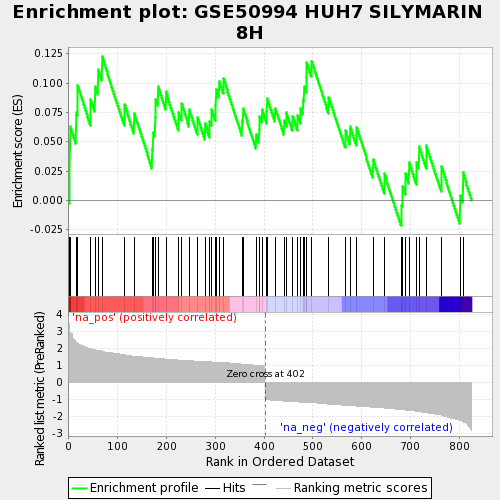 Enrichment plot: GSE50994 HUH7 SILYMARIN
8H
Enrichment score (ES)
0.125
0.100
0.075
0.050
0.025
0.000
-0.025
'na_pos' (positively correlated)
Ranked list metric (PreRanked)
4
3
2
1
0
-1
-2
-3
Zero cross at 402
'na_neg' (negatively correlated)
0 100 200 300 400 500 600 700 800
Rank in Ordered Dataset
Enrichment profile Hits Ranking metric scores